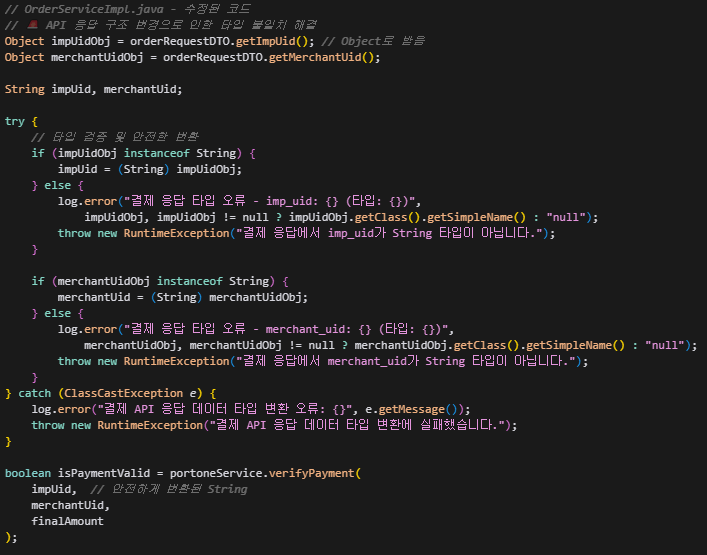 // OrderServiceImpl.java - 수정된 코드
// 🚨 API 응답 구조 변경으로 인한 타입 불일치 해결
Object impUidObj = orderRequestDTO.getImpUid(); // Object로 받음
Object merchantUidObj = orderRequestDTO.getMerchantUid();

String impUid, merchantUid;

try {
    // 타입 검증 및 안전한 변환
    if (impUidObj instanceof String) {
        impUid = (String) impUidObj;
    } else {
        log.error("결제 응답 타입 오류 - imp_uid: {} (타입: {})",
            impUidObj, impUidObj != null ? impUidObj.getClass().getSimpleName() : "null");
        throw new RuntimeException("결제 응답에서 imp_uid가 String 타입이 아닙니다.");
    }

    if (merchantUidObj instanceof String) {
        merchantUid = (String) merchantUidObj;
    } else {
        log.error("결제 응답 타입 오류 - merchant_uid: {} (타입: {})",
            merchantUidObj, merchantUidObj != null ? merchantUidObj.getClass().getSimpleName() : "null");
        throw new RuntimeException("결제 응답에서 merchant_uid가 String 타입이 아닙니다.");
    }
} catch (ClassCastException e) {
    log.error("결제 API 응답 데이터 타입 변환 오류: {}", e.getMessage());
    throw new RuntimeException("결제 API 응답 데이터 타입 변환에 실패했습니다.");
}

boolean isPaymentValid = portoneService.verifyPayment(
    impUid,  // 안전하게 변환된 String
    merchantUid,
    finalAmount
);